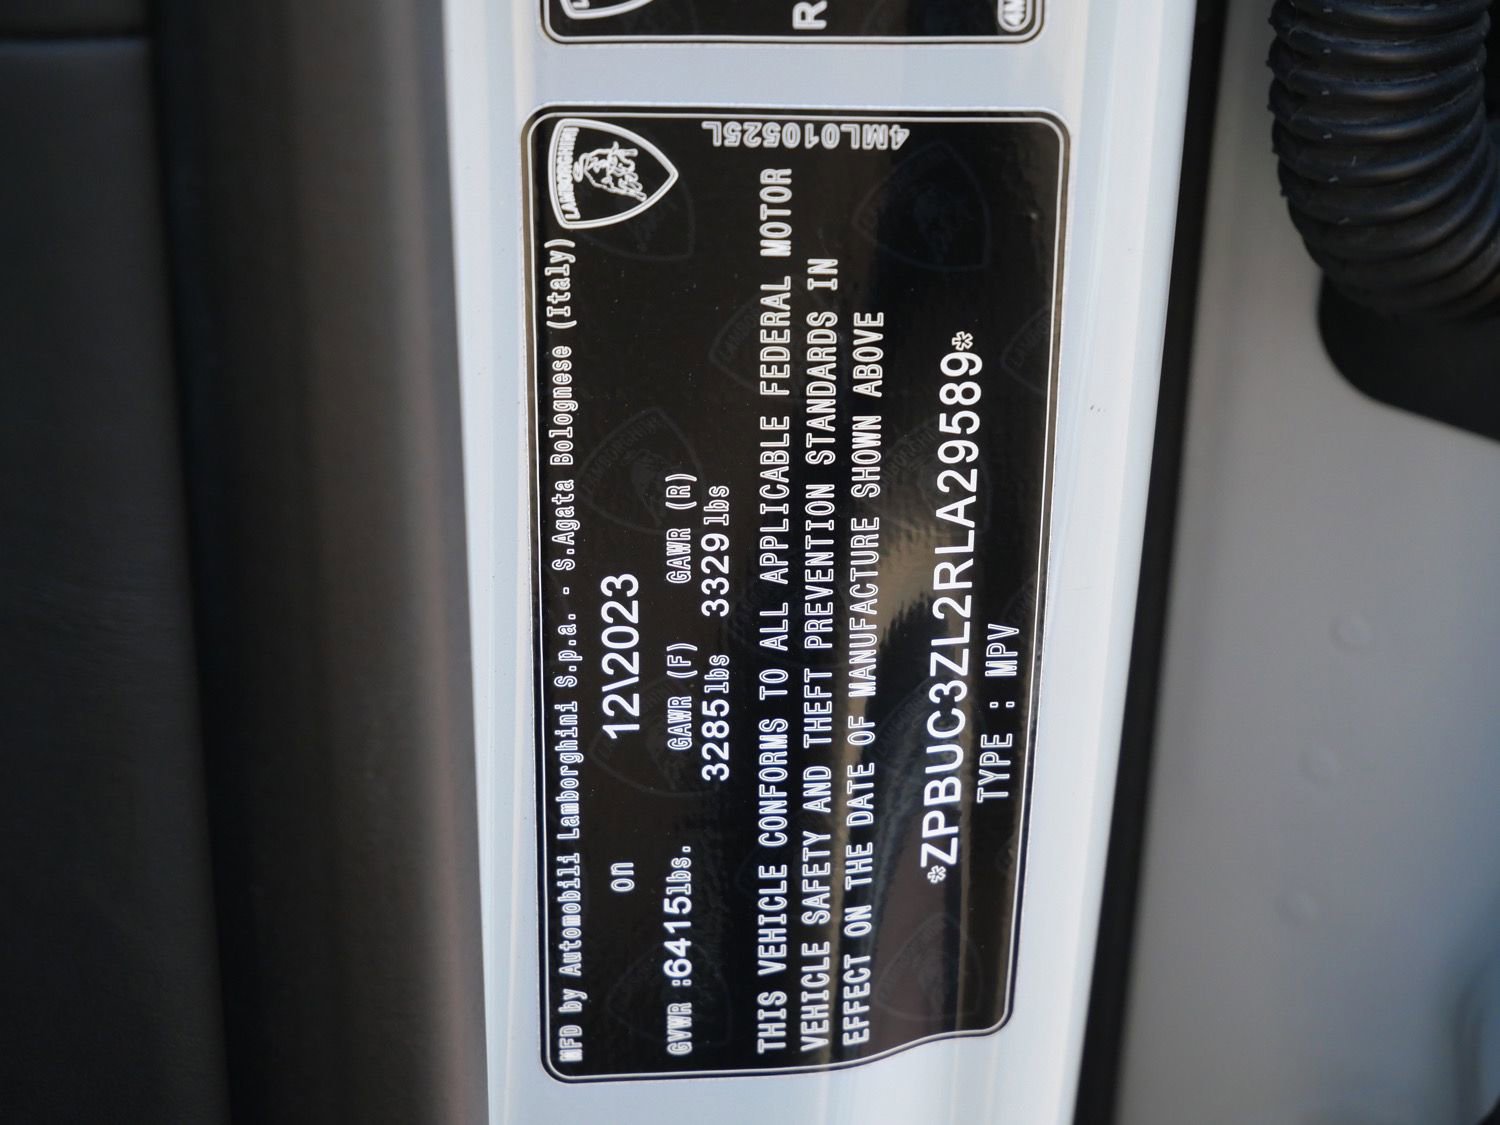 R
4M
LAMBORGHINI
4ML010525L
MFD by Automobili Lamborghini S.p.a. - S.Agata Bolognese (Italy)
on 12\2023
GVWR :6415lbs. GAWR (F) GAWR (R)
3285lbs 3329lbs
THIS VEHICLE CONFORMS TO ALL APPLICABLE FEDERAL MOTOR
VEHICLE SAFETY AND THEFT PREVENTION STANDARDS IN
EFFECT ON THE DATE OF MANUFACTURE SHOWN ABOVE
*ZPBUC3ZL2RLA29589*
TYPE : MPV